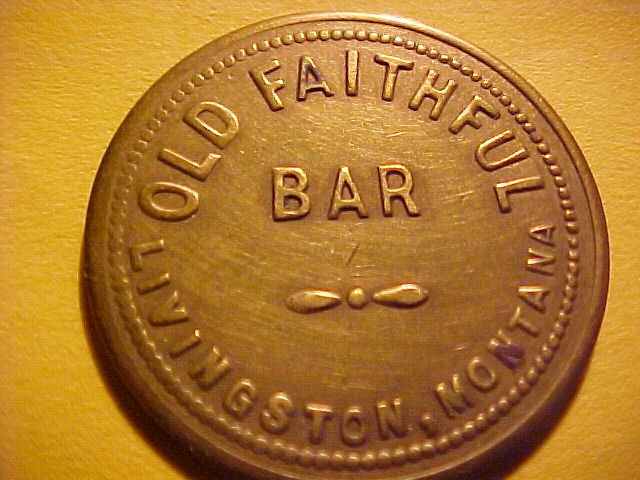 OLD FAITHFUL
BAR
LIVINGSTON, MONTANA